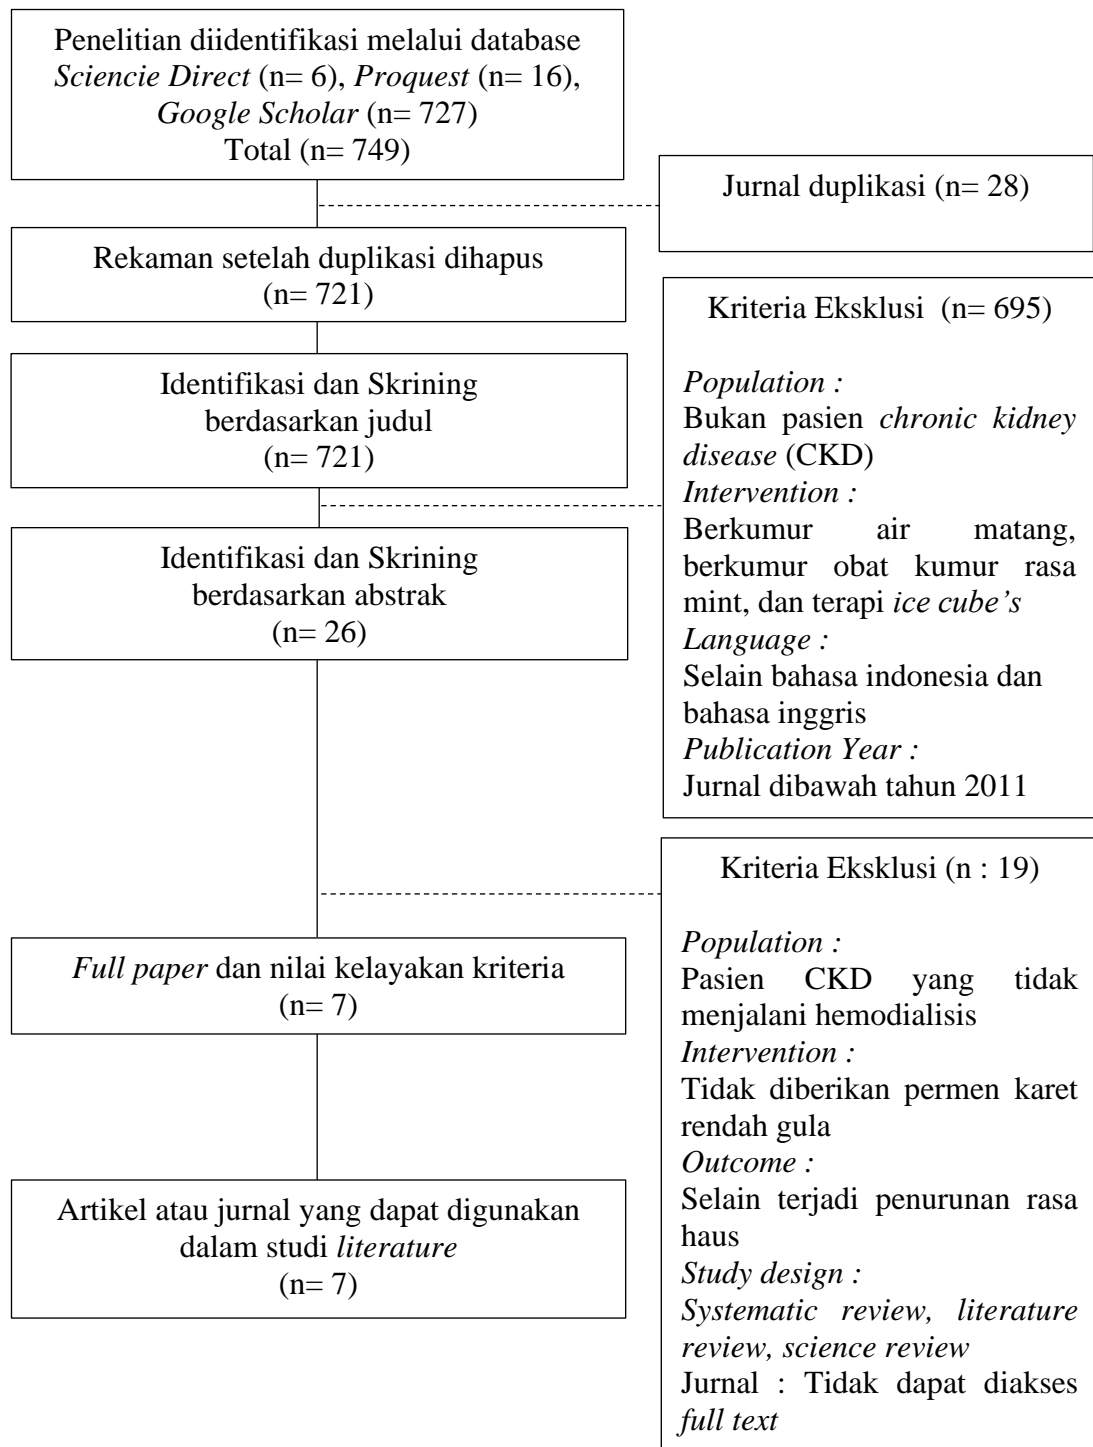 Penelitian diidentifikasi melalui database
Sciencie Direct (n= 6), Proquest (n= 16),
Google Scholar (n= 727)
Total (n= 749)
Jurnal duplikasi (n= 28)
Rekaman setelah duplikasi dihapus
(n= 721)
Identifikasi dan Skrining
berdasarkan judul
(n= 721)
Kriteria Eksklusi  (n= 695)
Population :
Bukan pasien chronic kidney
disease (CKD)
Intervention :
Berkumur air matang,
berkumur obat kumur rasa
mint, dan terapi ice cube’s
Language :
Selain bahasa indonesia dan
bahasa inggris
Publication Year :
Jurnal dibawah tahun 2011
Identifikasi dan Skrining
berdasarkan abstrak
(n= 26)
Kriteria Eksklusi (n : 19)
Population :
Pasien CKD yang tidak
menjalani hemodialisis
Intervention :
Tidak diberikan permen karet
rendah gula
Outcome :
Selain terjadi penurunan rasa
haus
Study design :
Systematic review, literature
review, science review
Jurnal : Tidak dapat diakses
full text
Full paper dan nilai kelayakan kriteria
(n= 7)
Artikel atau jurnal yang dapat digunakan
dalam studi literature
(n= 7)